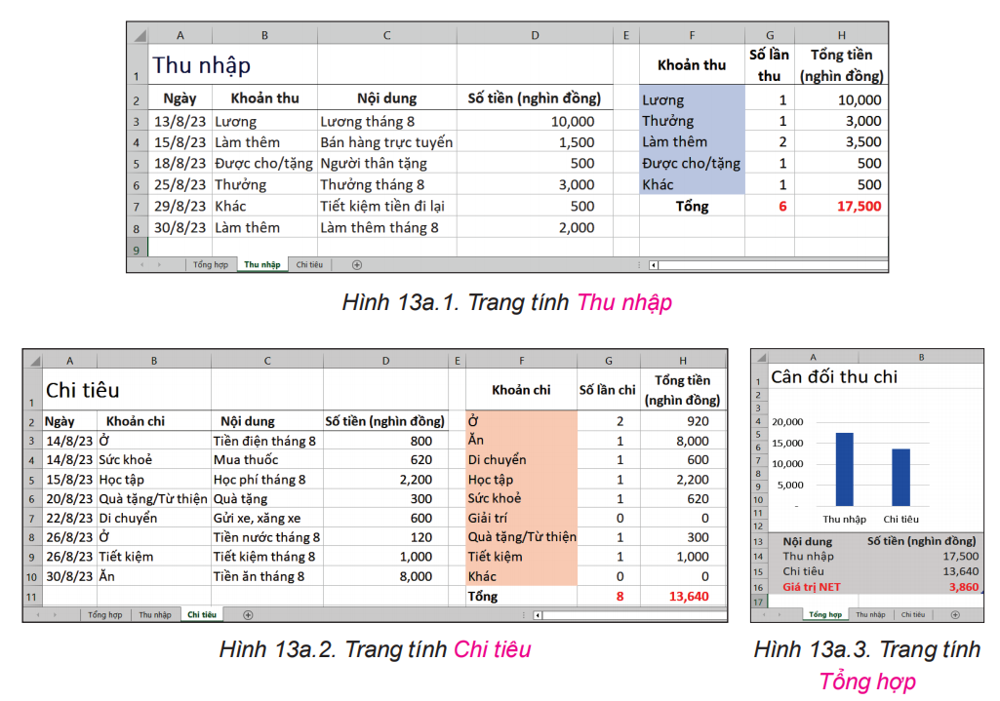 A B C D E F G H
1 Thu nhập Khoản thu Số lần thu Tổng tiền (nghìn đồng)
2 Ngày Khoản thu Nội dung Số tiền (nghìn đồng) Lương 1 10,000
3 13/8/23 Lương Lương tháng 8 10,000 Thưởng 1 3,000
4 15/8/23 Làm thêm Bán hàng trực tuyến 1,500 Làm thêm 2 3,500
5 18/8/23 Được cho/tặng Người thân tặng 500 Được cho/tặng 1 500
6 25/8/23 Thưởng Thưởng tháng 8 3,000 Khác 1 500
7 29/8/23 Khác Tiết kiệm tiền đi lại 500 Tổng 6 17,500
8 30/8/23 Làm thêm Làm thêm tháng 8 2,000
9
Tổng hợp Thu nhập Chi tiêu
Hình 13a.1. Trang tính Thu nhập
A B C D E F G H
1 Chi tiêu Khoản chi Số lần chi Tổng tiền (nghìn đồng)
2 Ngày Khoản chi Nội dung Số tiền (nghìn đồng) Ở 2 920
3 14/8/23 Ở Tiền điện tháng 8 800 Ăn 1 8,000
4 14/8/23 Sức khoẻ Mua thuốc 620 Di chuyển 1 600
5 15/8/23 Học tập Học phí tháng 8 2,200 Học tập 1 2,200
6 20/8/23 Quà tặng/Từ thiện Quà tặng 300 Sức khoẻ 1 620
7 22/8/23 Di chuyển Gửi xe, xăng xe 600 Giải trí 0 0
8 26/8/23 Ở Tiền nước tháng 8 120 Quà tặng/Từ thiện 1 300
9 26/8/23 Tiết kiệm Tiết kiệm tháng 8 1,000 Tiết kiệm 1 1,000
10 30/8/23 Ăn Tiền ăn tháng 8 8,000 Khác 0 0
11 Tổng 8 13,640
Tổng hợp Thu nhập Chi tiêu
Hình 13a.2. Trang tính Chi tiêu
A B
1 Cân đối thu chi
2
3
4 20,000
5
6 15,000
7
8 10,000
9 5,000
10
11 -
12 Thu nhập Chi tiêu
13 Nội dung Số tiền (nghìn đồng)
14 Thu nhập 17,500
15 Chi tiêu 13,640
16 Giá trị NET 3,860
17
Tổng hợp Thu nhập Chi tiêu
Hình 13a.3. Trang tính
Tổng hợp